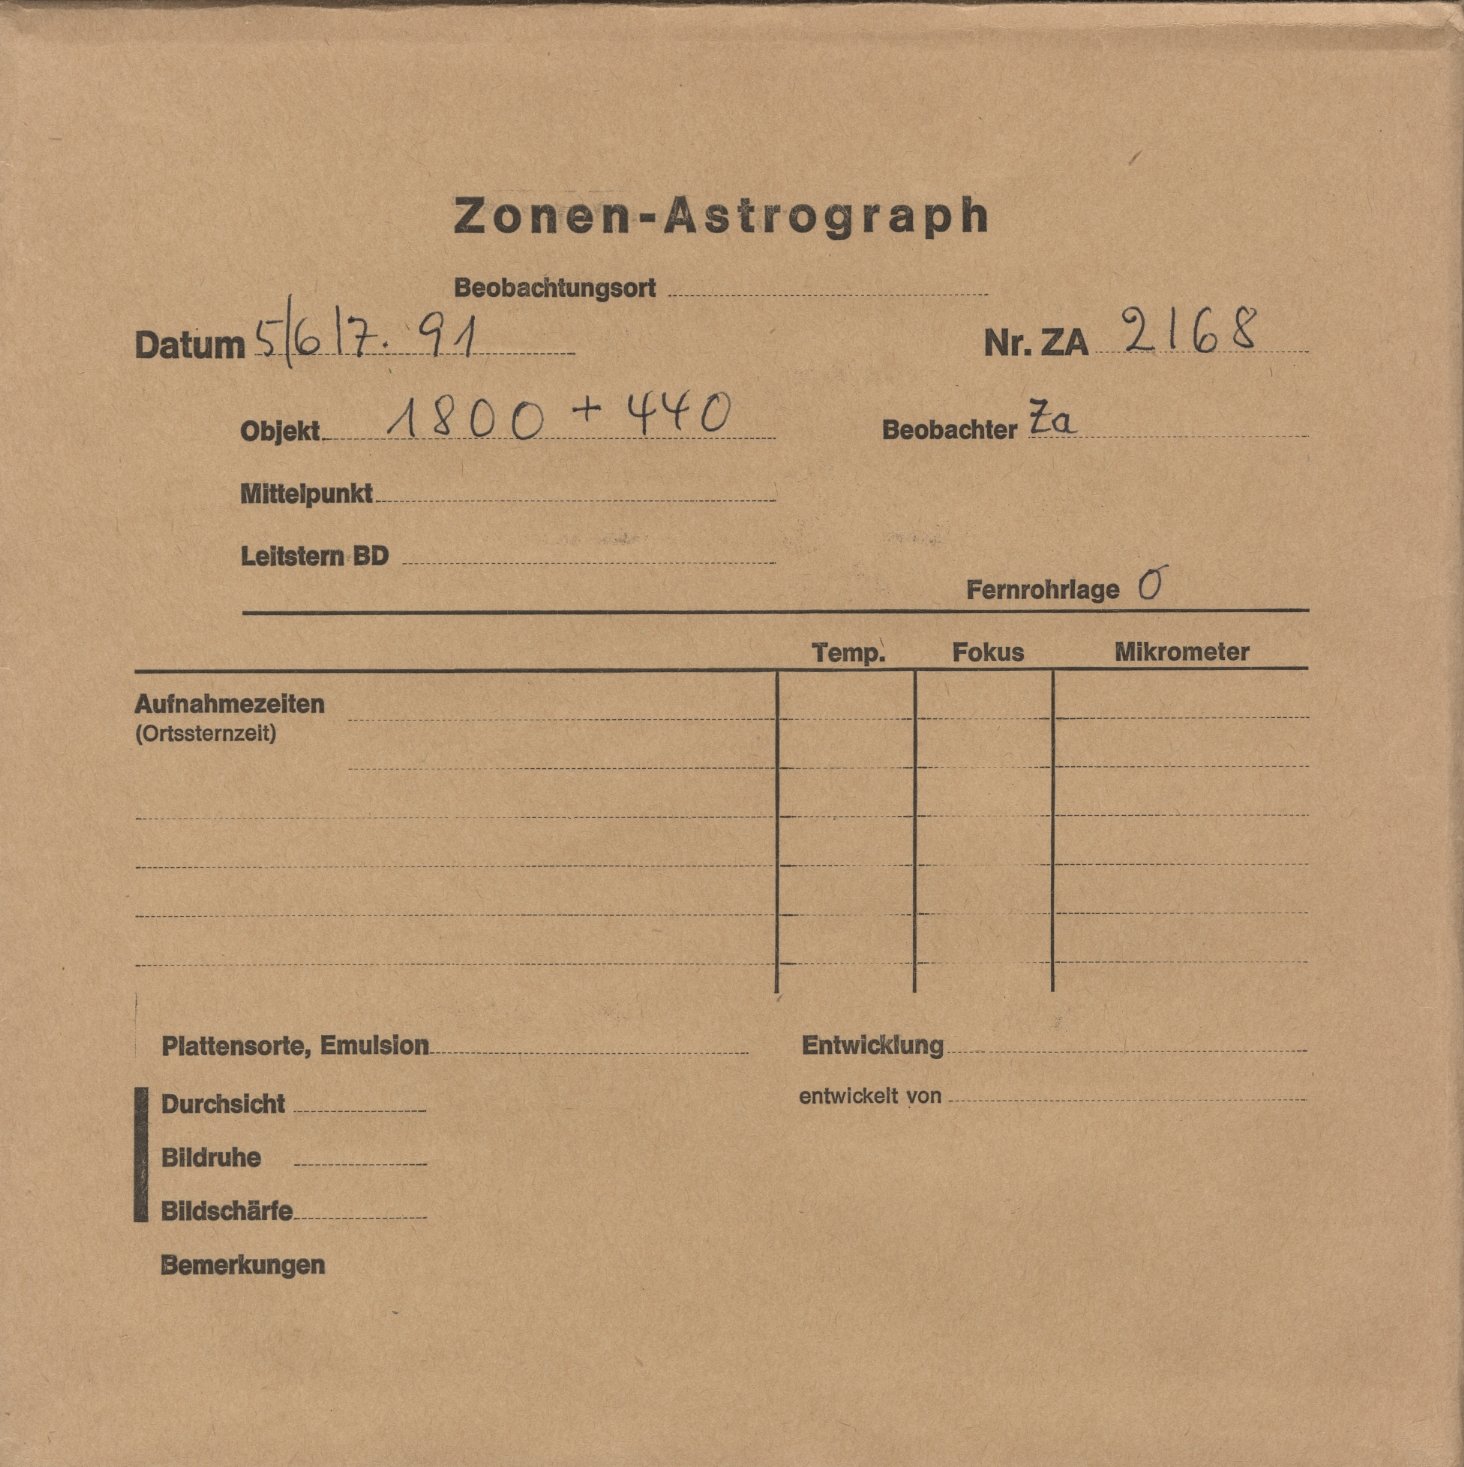 Zonen-Astrograph
Beobachtungsort
Datum 5/6/7. 91 Nr. ZA 2168
Objekt 1800 + 440 Beobachter Za
Mittelpunkt
Leitstern BD
Fernrohrlage O
Temp. Fokus Mikrometer
Aufnahmezeiten
(Ortssternzeit)
Plattensorte, Emulsion Entwicklung
Durchsicht entwickelt von
Bildruhe
Bildschärfe
Bemerkungen